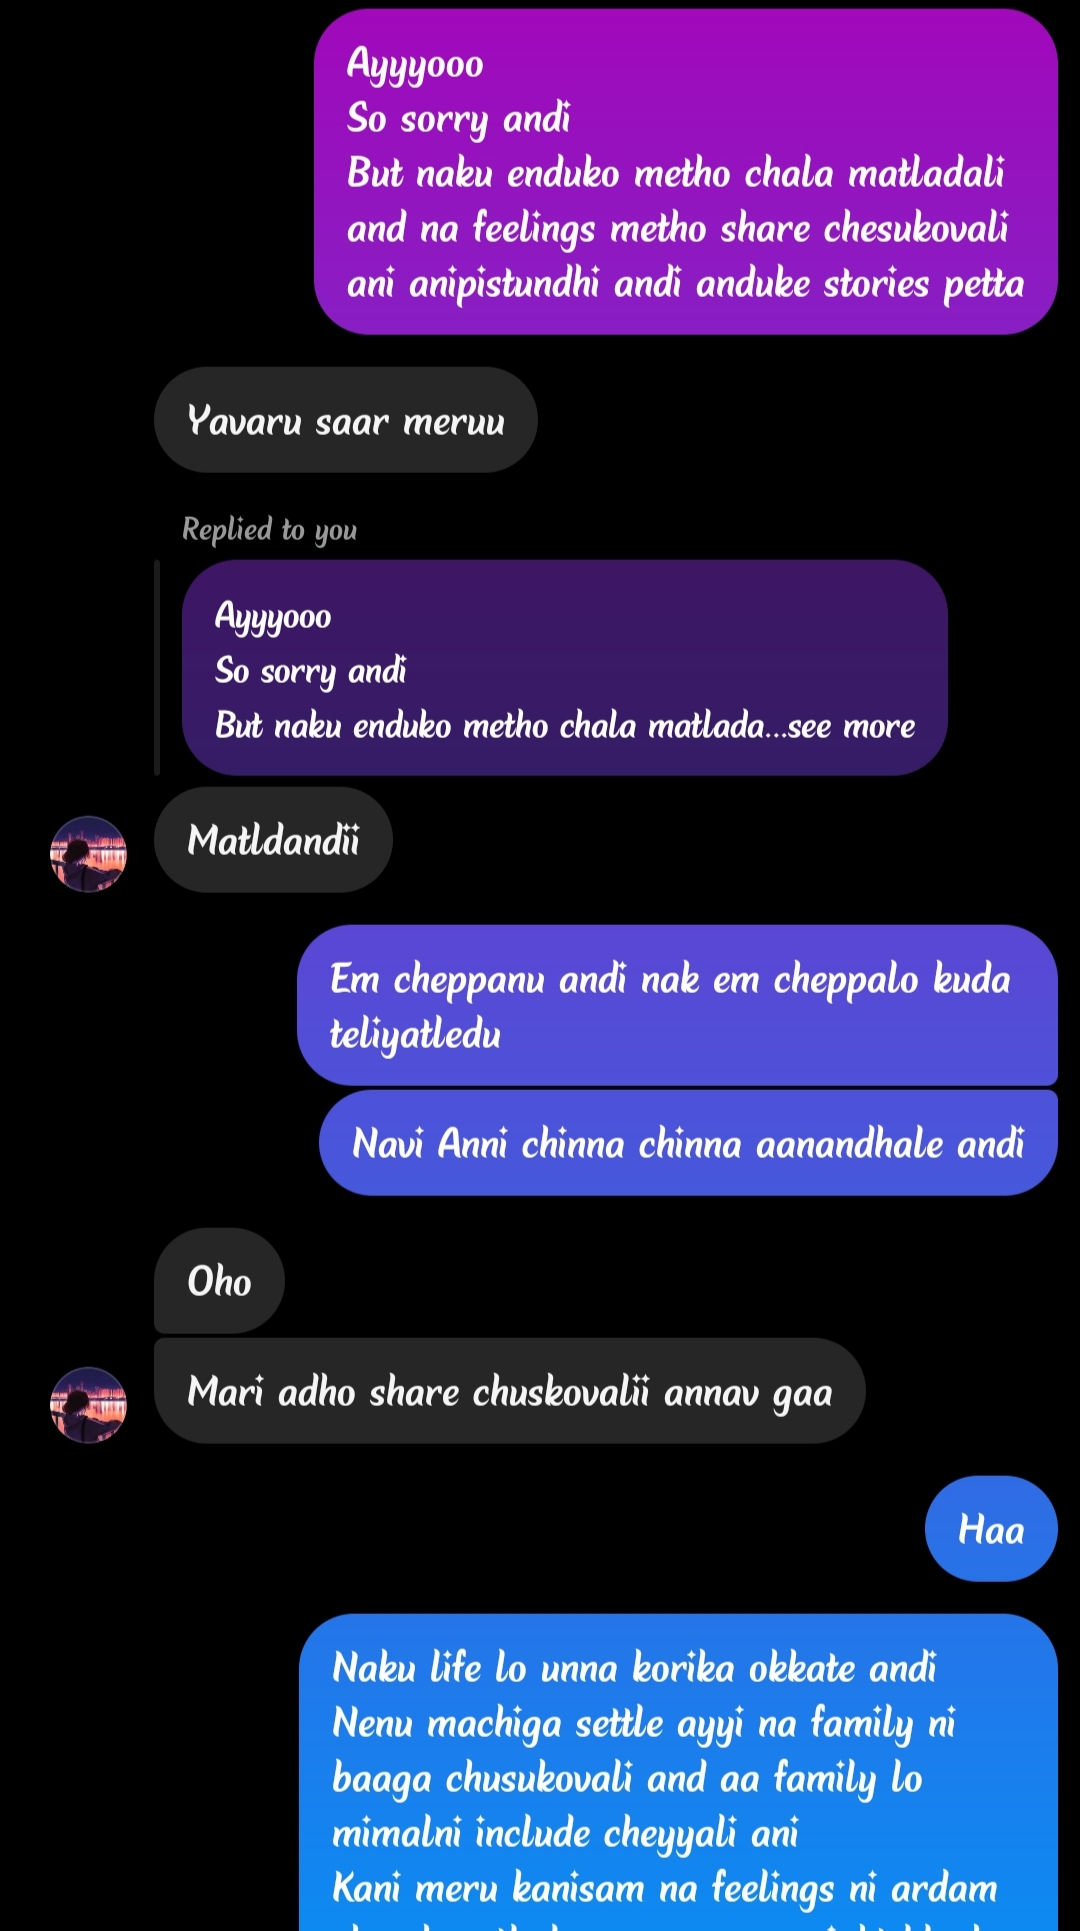 Ayyyooo
So sorry andi
But naku enduko metho chala matladali
and na feelings metho share chesukovali
ani anipistundhi andi anduke stories petta
Yavaru saar meruu
Replied to you
Ayyyooo
So sorry andi
But naku enduko metho chala matlada...see more
Matldandii
Em cheppanu andi nak em cheppalo kuda
teliyatledu
Navi Anni chinna chinna aanandhale andi
Oho
Mari adho share chuskovalii annav gaa
Haa
Naku life lo unna korika okkate andi
Nenu machiga settle ayyi na family ni
baaga chusukovali and aa family lo
mimalni include cheyyali ani
Kani meru kanisam na feelings ni ardam